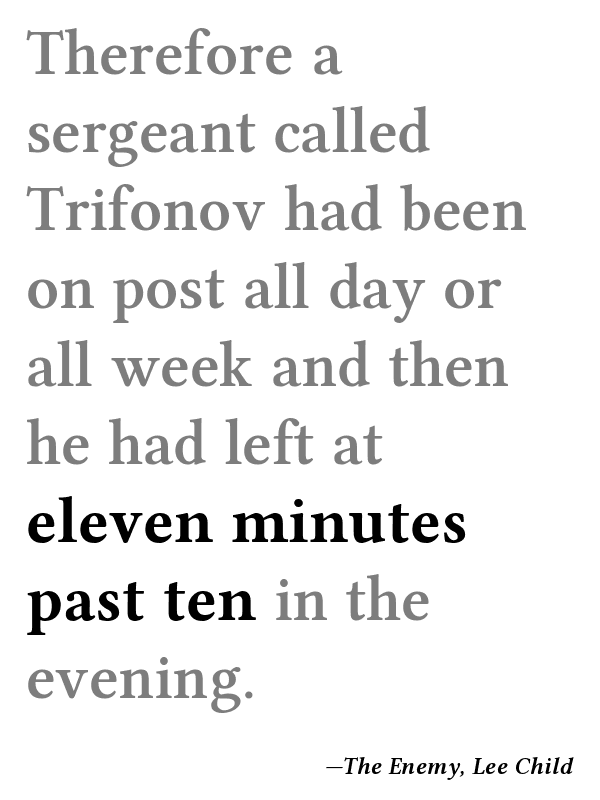 Therefore a
sergeant called
Trifonov had been
on post all day or
all week and then
he had left at
eleven minutes
past ten in the
evening.
—The Enemy, Lee Child